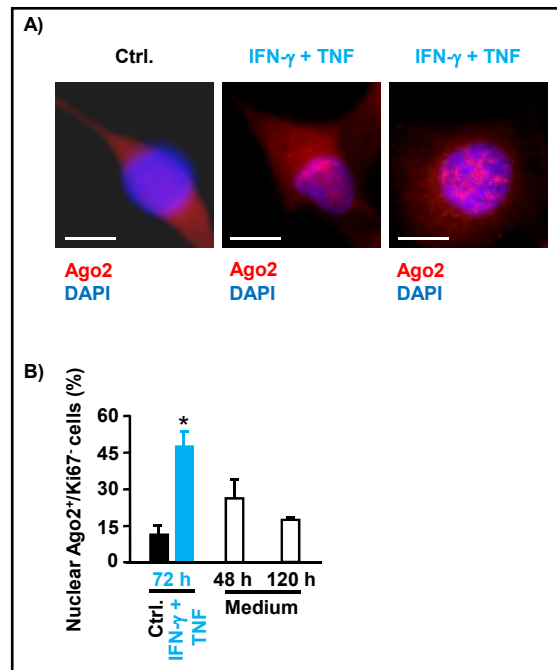 A)
Ctrl.
IFN-γ + TNF
IFN-γ + TNF
Ago2
DAPI
Ago2
DAPI
Ago2
DAPI
B)
Nuclear Ago2⁺/Ki67⁻ cells (%)
60
45
30
15
0
*
72 h
48 h
120 h
Ctrl.
IFN-γ +
TNF
Medium